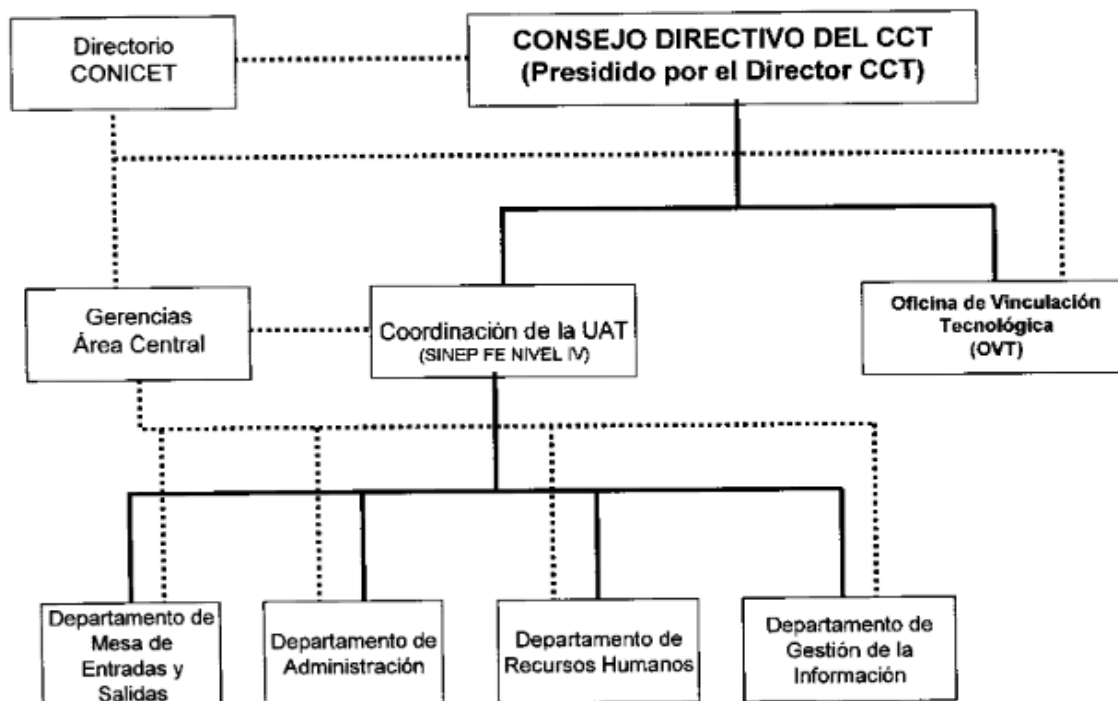 Directorio
CONICET
CONSEJO DIRECTIVO DEL CCT
(Presidido por el Director CCT)
Gerencias
Área Central
Coordinación de la UAT
(SINEP FE NIVEL IV)
Oficina de Vinculación
Tecnológica
(OVT)
Departamento de
Mesa de
Entradas y
Salidas
Departamento de
Administración
Departamento de
Recursos Humanos
Departamento de
Gestión de la
Información